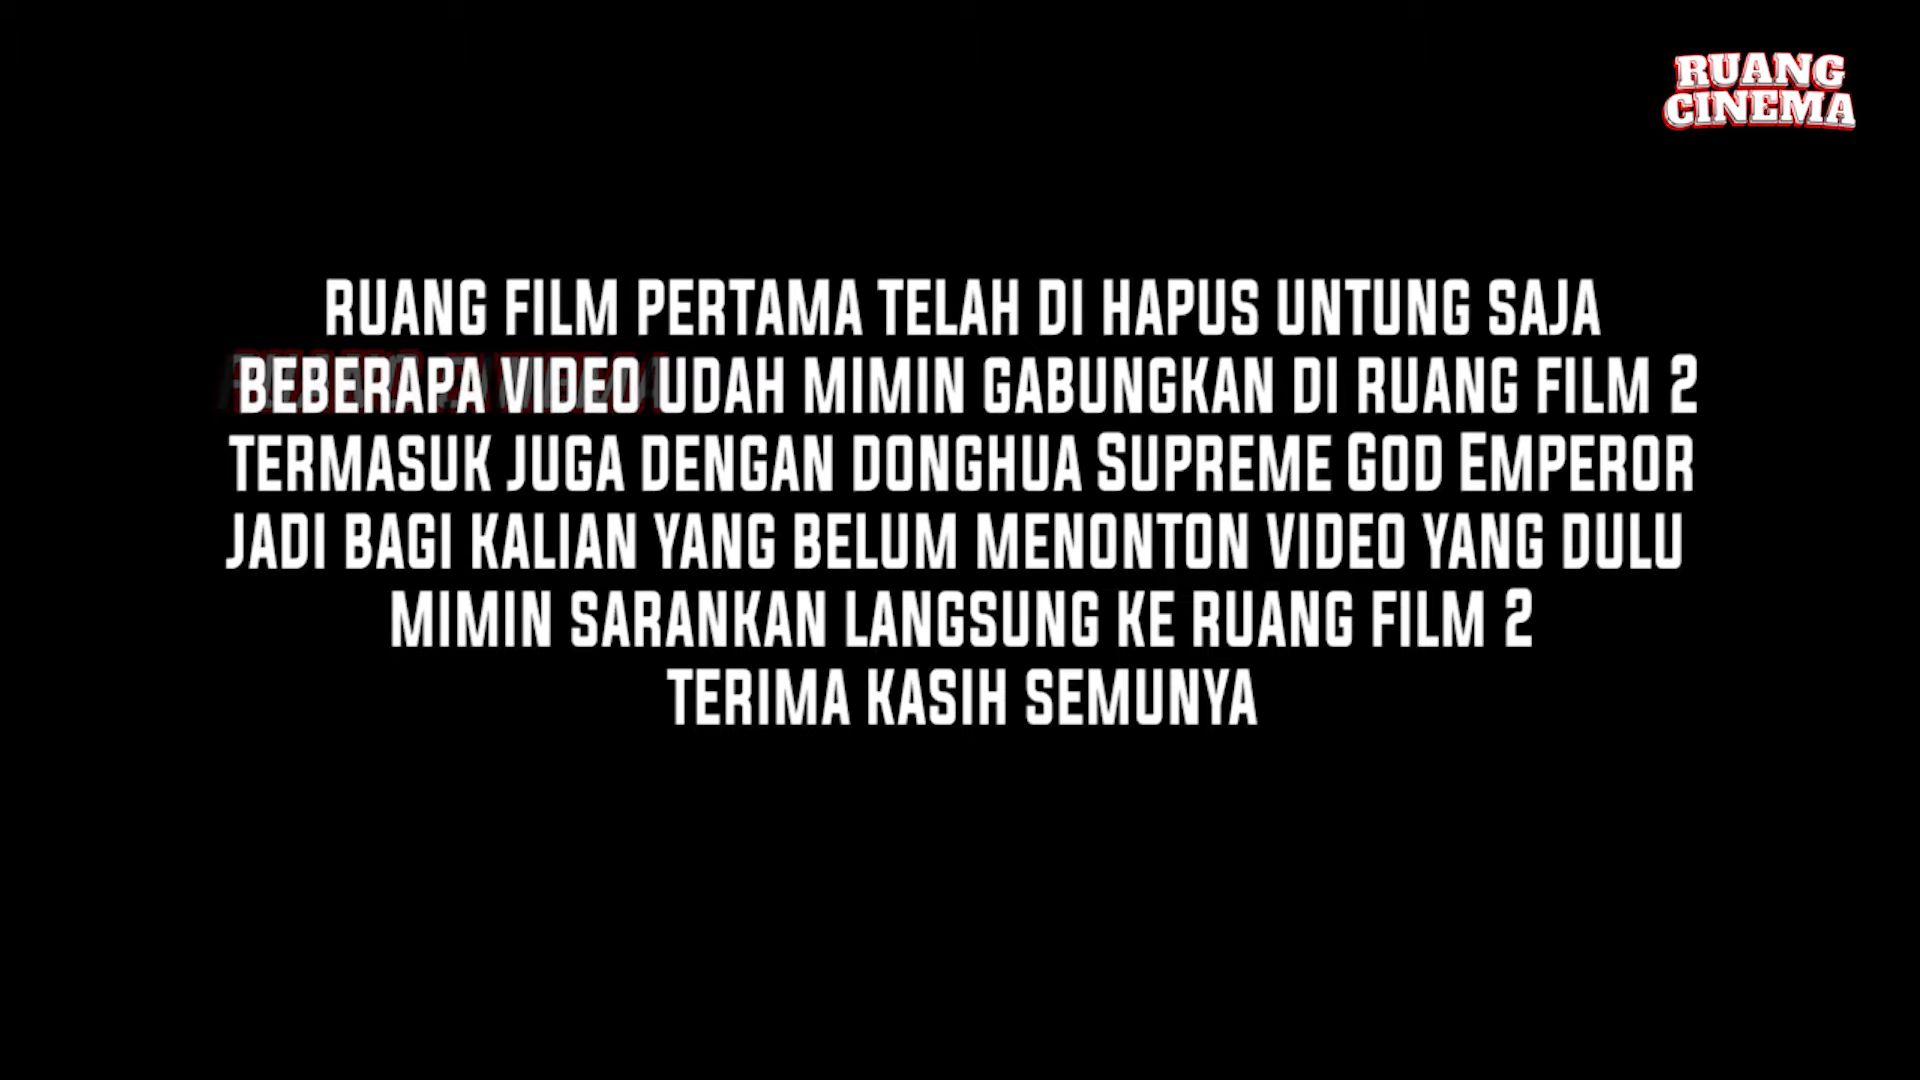 RUANG
CINEMA
RUANG FILM PERTAMA TELAH DI HAPUS UNTUNG SAJA
BEBERAPA VIDEO UDAH MIMIN GABUNGKAN DI RUANG FILM 2
TERMASUK JUGA DENGAN DONGHUA SUPREME GOD EMPEROR
JADI BAGI KALIAN YANG BELUM MENONTON VIDEO YANG DULU
MIMIN SARANKAN LANGSUNG KE RUANG FILM 2
TERIMA KASIH SEMUNYA